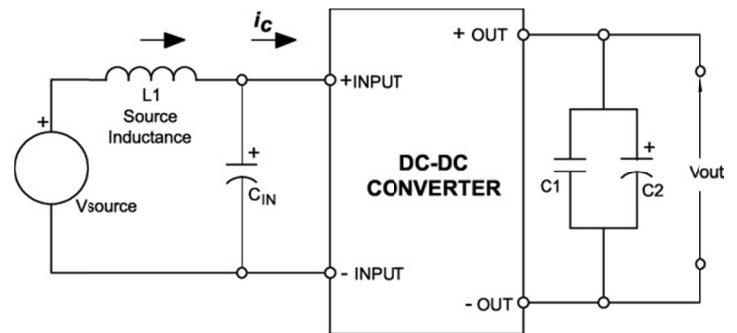 ic
+ OUT
+INPUT
L1
Source
Inductance
+
+
CIN
Vsource
DC-DC
CONVERTER
C1
+
C2
Vout
- INPUT
- OUT